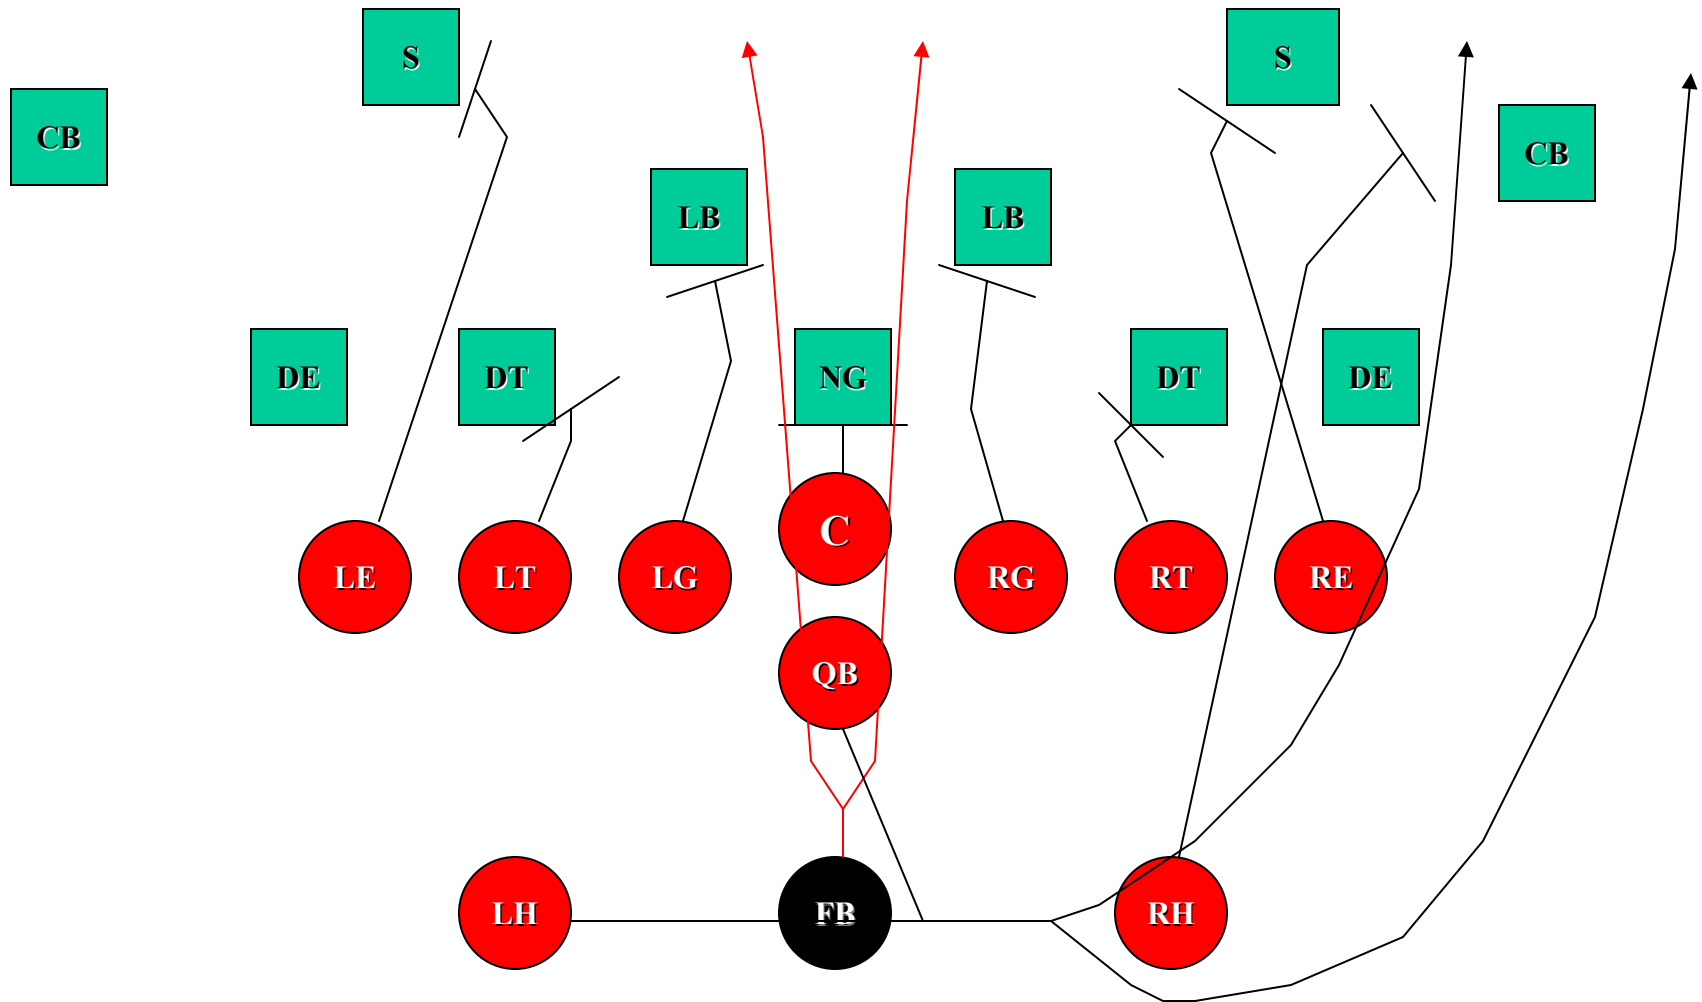 S
S
CB
CB
LB
LB
DE
DT
NG
DT
DE
C
LE
LT
LG
RG
RT
RE
QB
LH
FB
RH